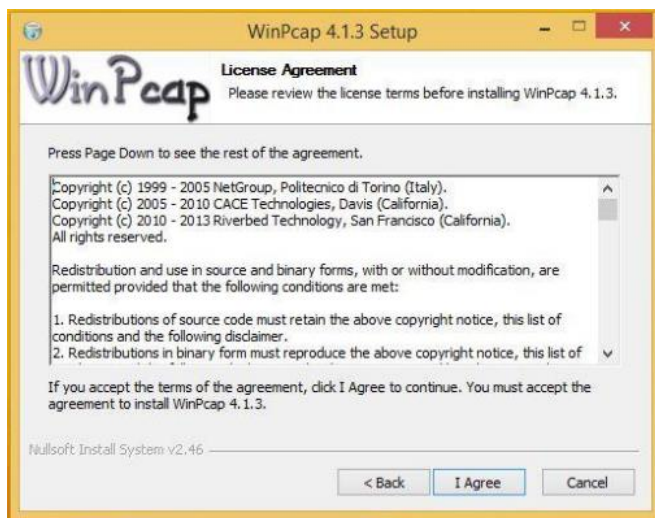 WinPcap 4.1.3 Setup
WinPcap
License Agreement
Please review the license terms before installing WinPcap 4.1.3.
Press Page Down to see the rest of the agreement.
Copyright (c) 1999 - 2005 NetGroup, Politecnico di Torino (Italy).
Copyright (c) 2005 - 2010 CACE Technologies, Davis (California).
Copyright (c) 2010 - 2013 Riverbed Technology, San Francisco (California).
All rights reserved.
Redistribution and use in source and binary forms, with or without modification, are
permitted provided that the following conditions are met:
1. Redistributions of source code must retain the above copyright notice, this list of
conditions and the following disclaimer.
2. Redistributions in binary form must reproduce the above copyright notice, this list of
If you accept the terms of the agreement, click I Agree to continue. You must accept the
agreement to install WinPcap 4.1.3.
Nullsoft Install System v2.46
< Back
I Agree
Cancel